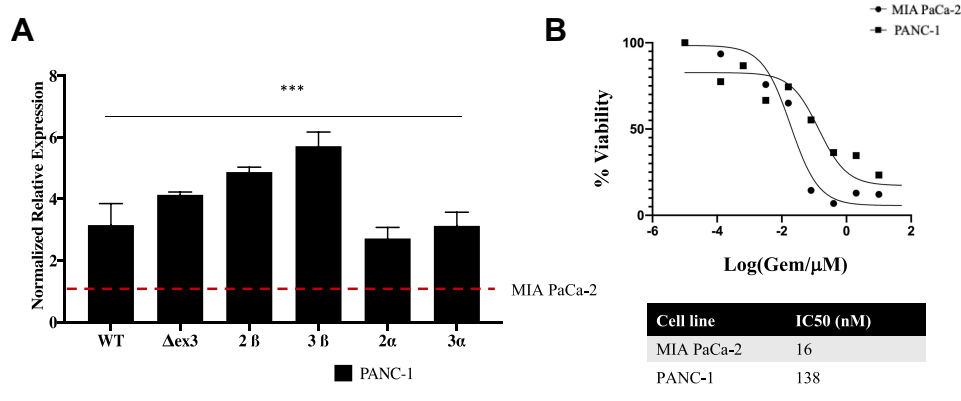 A
Normalized Relative Expression
8
6
4
2
0
***
MIA PaCa-2
WT Δex3 2 ß 3 ß 2α 3α
PANC-1
B
MIA PaCa-2
PANC-1
% Viability
100
50
0
-6 -4 -2 0 2
Log(Gem/μM)
Cell line IC50 (nM)
MIA PaCa-2 16
PANC-1 138